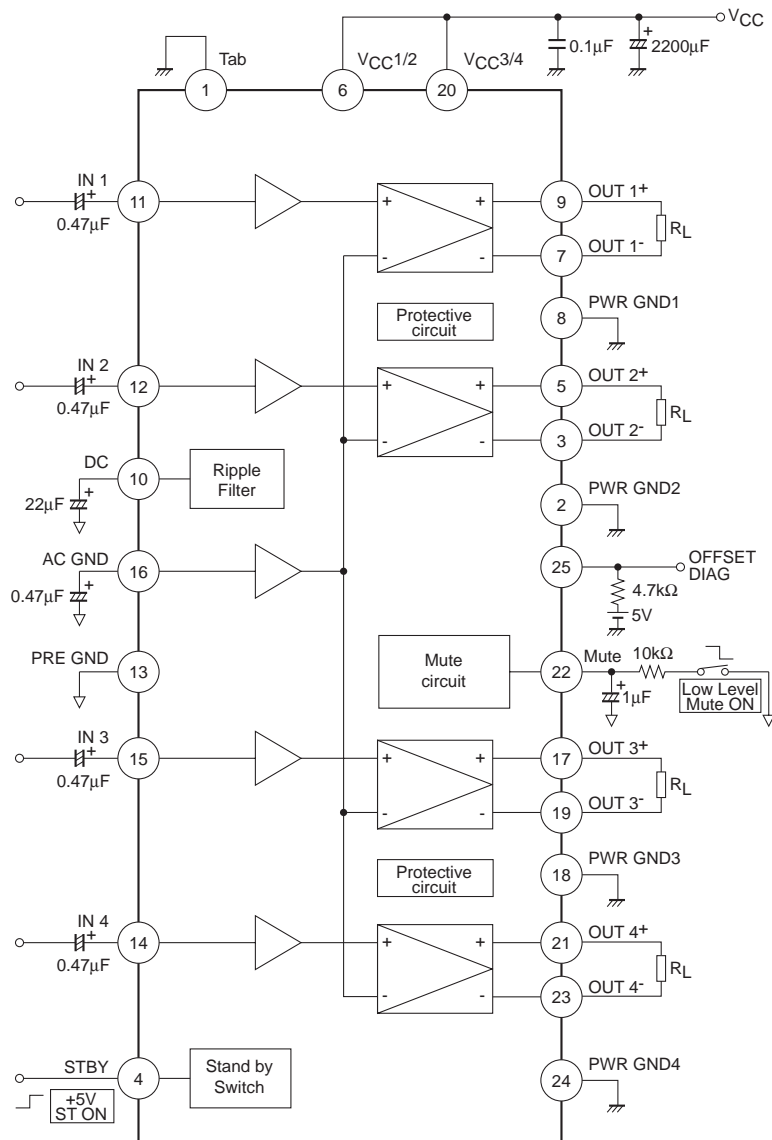 VCC
Tab
VCC1/2
VCC3/4
0.1µF
2200µF
+
1
6
20
IN 1
+
0.47µF
11
+
-
+
-
9
OUT 1+
7
OUT 1-
RL
Protective
circuit
8
PWR GND1
IN 2
+
0.47µF
12
+
-
+
-
5
OUT 2+
3
OUT 2-
RL
DC
+
22µF
10
Ripple
Filter
2
PWR GND2
AC GND
+
0.47µF
16
25
OFFSET
DIAG
4.7kΩ
5V
PRE GND
13
Mute
circuit
22
Mute
10kΩ
+
1µF
Low Level
Mute ON
IN 3
+
0.47µF
15
+
-
+
-
17
OUT 3+
19
OUT 3-
RL
Protective
circuit
18
PWR GND3
IN 4
+
0.47µF
14
+
-
+
-
21
OUT 4+
23
OUT 4-
RL
STBY
+5V
ST ON
4
Stand by
Switch
24
PWR GND4